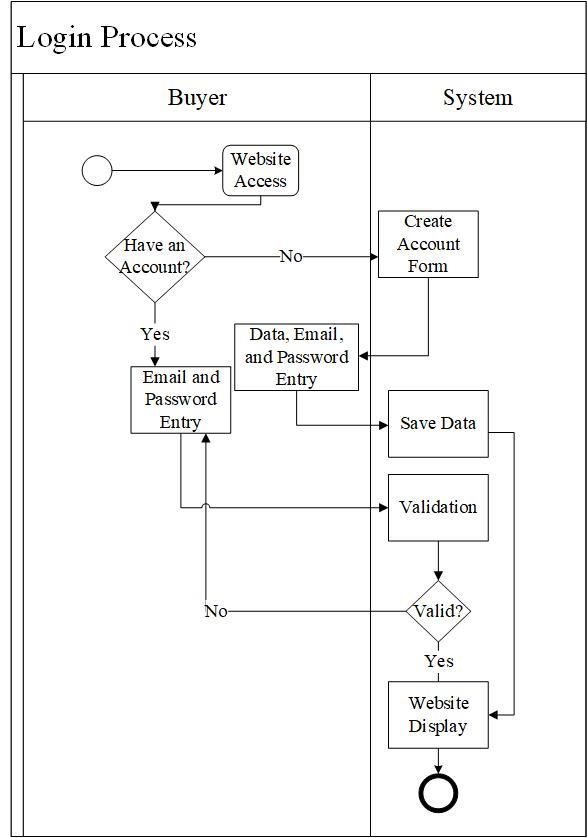 Login Process
Buyer
System
Website
Access
Have an
Account?
No
Create
Account
Form
Yes
Data, Email,
and Password
Entry
Email and
Password
Entry
Save Data
Validation
No
Valid?
Yes
Website
Display